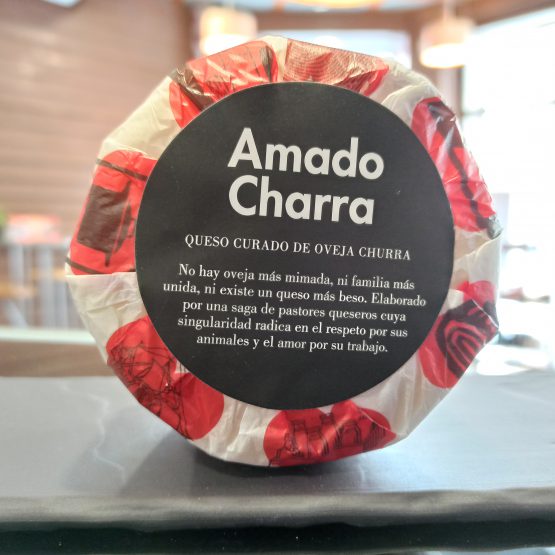 Amado
Charra
QUESO CURADO DE OVEJA CHURRA
No hay oveja más mimada, ni familia más
unida, ni existe un queso más beso. Elaborado
por una saga de pastores queseros cuya
singularidad radica en el respeto por sus
animales y el amor por su trabajo.